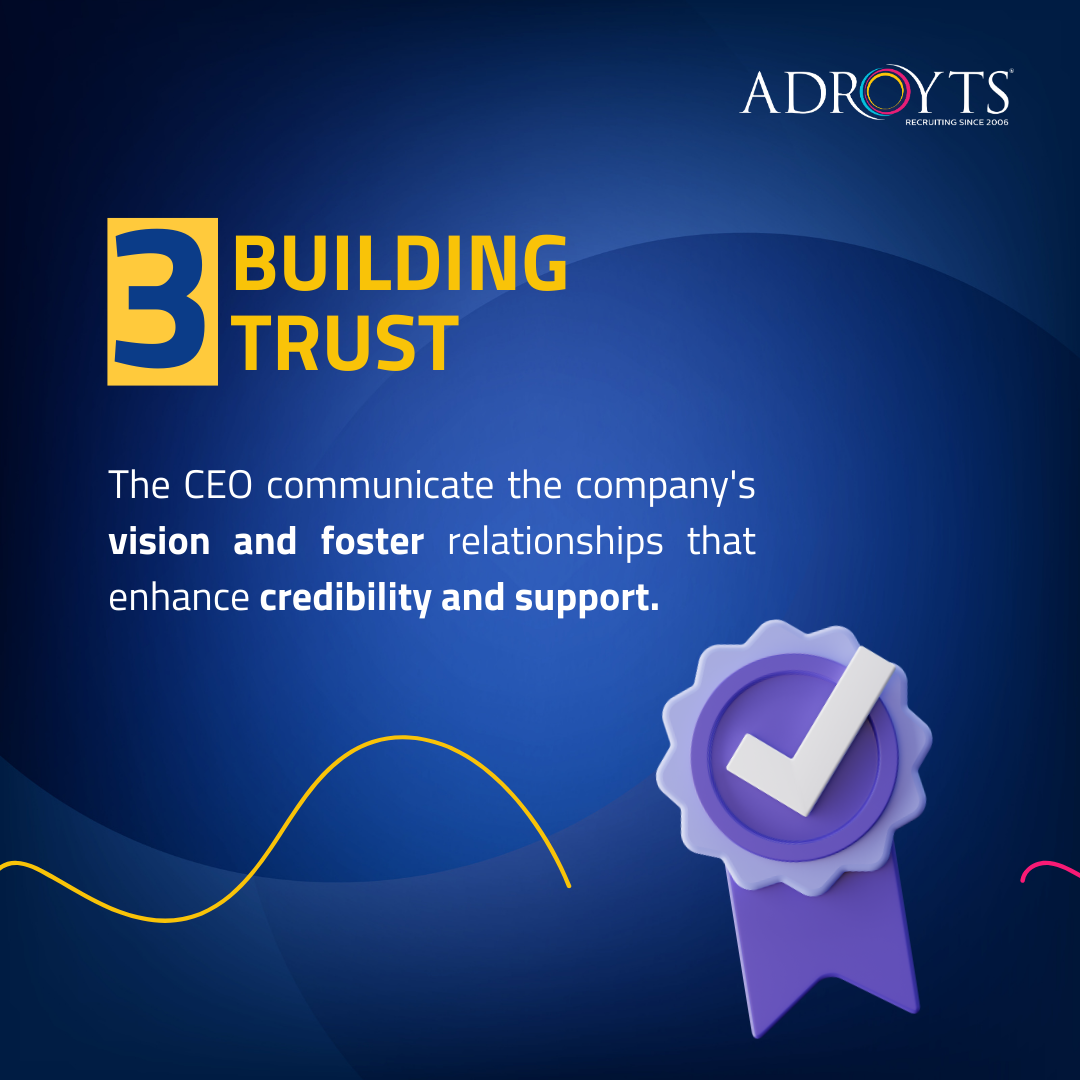 ADROYTS®
RECRUITING SINCE 2006
3 BUILDING
TRUST
The CEO communicate the company's
vision and foster relationships that
enhance credibility and support.